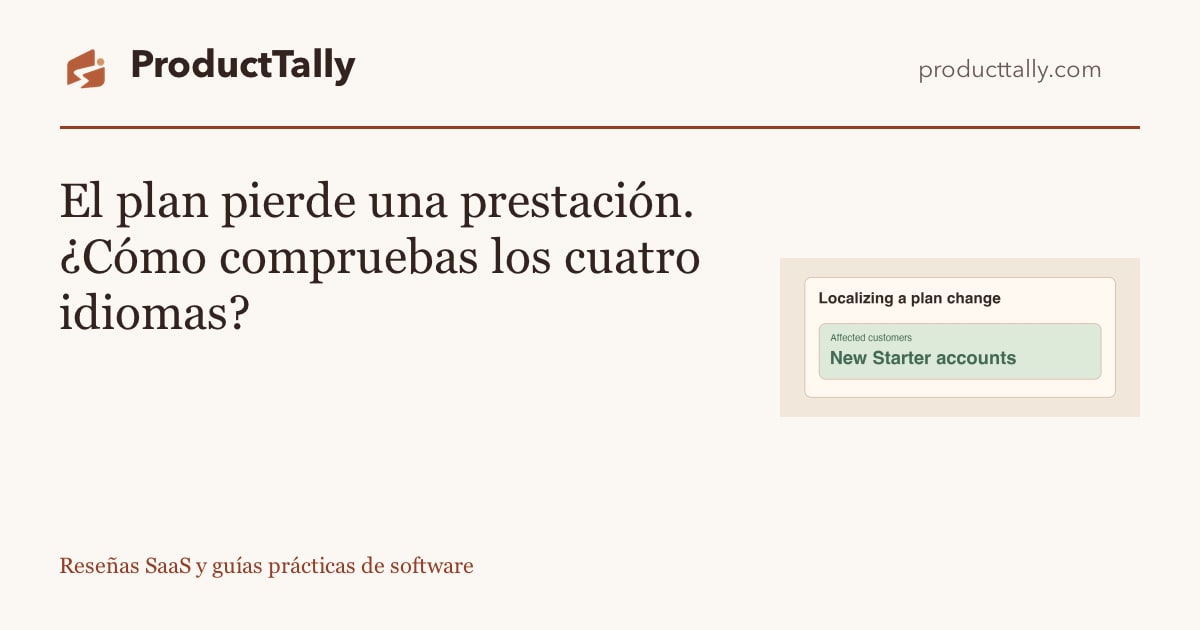 ProductTally
producttally.com
El plan pierde una prestación.
¿Cómo compruebas los cuatro
idiomas?
Localizing a plan change
Affected customers
New Starter accounts
Reseñas SaaS y guías prácticas de software